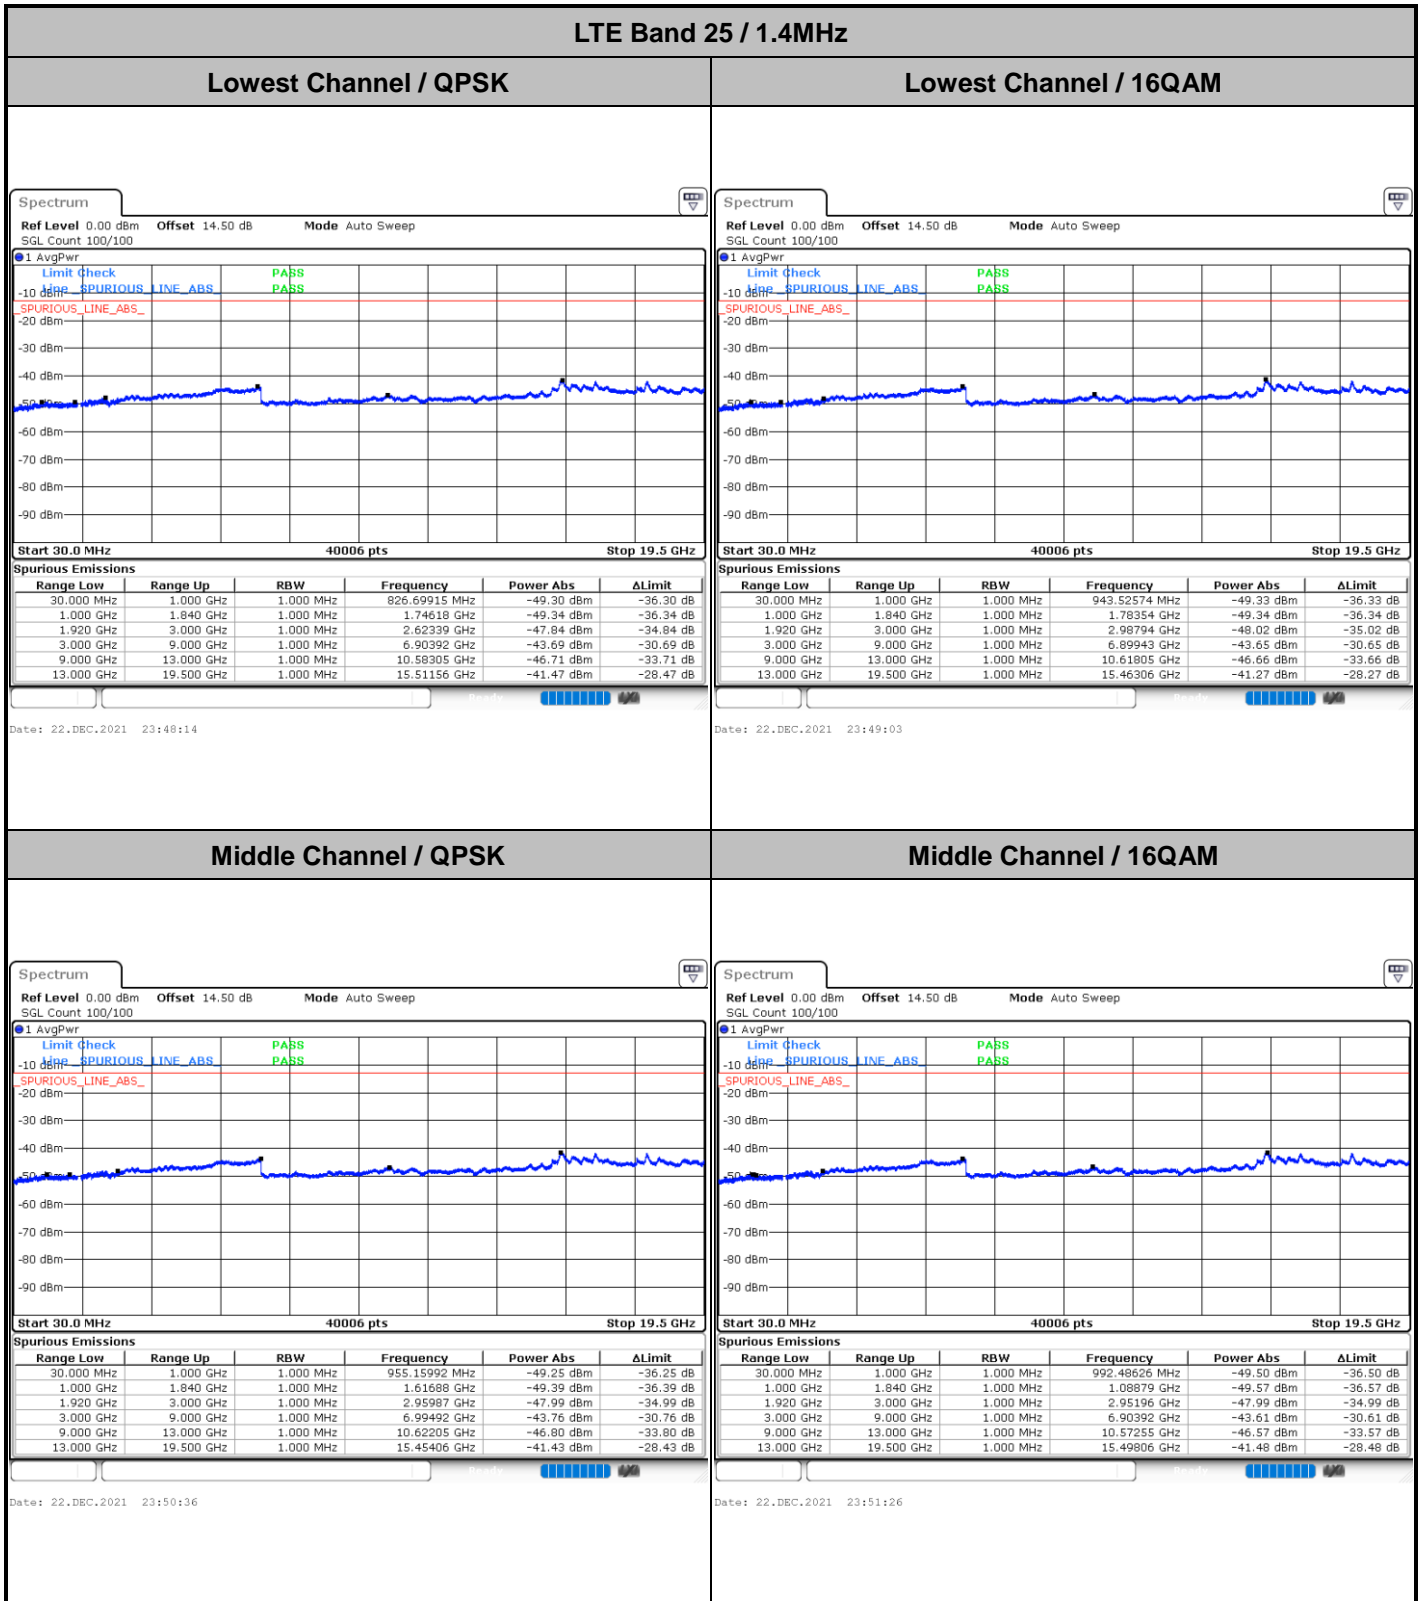 LTE Band 25 / 1.4MHz
Lowest Channel / QPSK
Lowest Channel / 16QAM
Spectrum
Ref Level 0.00 dBm Offset 14.50 dB Mode Auto Sweep
SGL Count 100/100
1 AvgPwr
Limit Check PASS
Line _SPURIOUS_LINE_ABS_ PASS
-10 dBm
_SPURIOUS_LINE_ABS_
-20 dBm
-30 dBm
-40 dBm
-50 dBm
-60 dBm
-70 dBm
-80 dBm
-90 dBm
Start 30.0 MHz 40006 pts Stop 19.5 GHz
Spurious Emissions
Range Low Range Up RBW Frequency Power Abs ΔLimit
30.000 MHz 1.000 GHz 1.000 MHz 826.69915 MHz -49.30 dBm -36.30 dB
1.000 GHz 1.840 GHz 1.000 MHz 1.74618 GHz -49.34 dBm -36.34 dB
1.920 GHz 3.000 GHz 1.000 MHz 2.62339 GHz -47.84 dBm -34.84 dB
3.000 GHz 9.000 GHz 1.000 MHz 6.90392 GHz -43.69 dBm -30.69 dB
9.000 GHz 13.000 GHz 1.000 MHz 10.58305 GHz -46.71 dBm -33.71 dB
13.000 GHz 19.500 GHz 1.000 MHz 15.51156 GHz -41.47 dBm -28.47 dB
Ready
Date: 22.DEC.2021 23:48:14
Spectrum
Ref Level 0.00 dBm Offset 14.50 dB Mode Auto Sweep
SGL Count 100/100
1 AvgPwr
Limit Check PASS
Line _SPURIOUS_LINE_ABS_ PASS
-10 dBm
_SPURIOUS_LINE_ABS_
-20 dBm
-30 dBm
-40 dBm
-50 dBm
-60 dBm
-70 dBm
-80 dBm
-90 dBm
Start 30.0 MHz 40006 pts Stop 19.5 GHz
Spurious Emissions
Range Low Range Up RBW Frequency Power Abs ΔLimit
30.000 MHz 1.000 GHz 1.000 MHz 943.52574 MHz -49.33 dBm -36.33 dB
1.000 GHz 1.840 GHz 1.000 MHz 1.78354 GHz -49.34 dBm -36.34 dB
1.920 GHz 3.000 GHz 1.000 MHz 2.98794 GHz -48.02 dBm -35.02 dB
3.000 GHz 9.000 GHz 1.000 MHz 6.89943 GHz -43.65 dBm -30.65 dB
9.000 GHz 13.000 GHz 1.000 MHz 10.61805 GHz -46.66 dBm -33.66 dB
13.000 GHz 19.500 GHz 1.000 MHz 15.46306 GHz -41.27 dBm -28.27 dB
Ready
Date: 22.DEC.2021 23:49:03
Middle Channel / QPSK
Middle Channel / 16QAM
Spectrum
Ref Level 0.00 dBm Offset 14.50 dB Mode Auto Sweep
SGL Count 100/100
1 AvgPwr
Limit Check PASS
Line _SPURIOUS_LINE_ABS_ PASS
-10 dBm
_SPURIOUS_LINE_ABS_
-20 dBm
-30 dBm
-40 dBm
-50 dBm
-60 dBm
-70 dBm
-80 dBm
-90 dBm
Start 30.0 MHz 40006 pts Stop 19.5 GHz
Spurious Emissions
Range Low Range Up RBW Frequency Power Abs ΔLimit
30.000 MHz 1.000 GHz 1.000 MHz 955.15992 MHz -49.25 dBm -36.25 dB
1.000 GHz 1.840 GHz 1.000 MHz 1.61688 GHz -49.39 dBm -36.39 dB
1.920 GHz 3.000 GHz 1.000 MHz 2.95987 GHz -47.99 dBm -34.99 dB
3.000 GHz 9.000 GHz 1.000 MHz 6.99492 GHz -43.76 dBm -30.76 dB
9.000 GHz 13.000 GHz 1.000 MHz 10.62205 GHz -46.80 dBm -33.80 dB
13.000 GHz 19.500 GHz 1.000 MHz 15.45406 GHz -41.43 dBm -28.43 dB
Ready
Date: 22.DEC.2021 23:50:36
Spectrum
Ref Level 0.00 dBm Offset 14.50 dB Mode Auto Sweep
SGL Count 100/100
1 AvgPwr
Limit Check PASS
Line _SPURIOUS_LINE_ABS_ PASS
-10 dBm
_SPURIOUS_LINE_ABS_
-20 dBm
-30 dBm
-40 dBm
-50 dBm
-60 dBm
-70 dBm
-80 dBm
-90 dBm
Start 30.0 MHz 40006 pts Stop 19.5 GHz
Spurious Emissions
Range Low Range Up RBW Frequency Power Abs ΔLimit
30.000 MHz 1.000 GHz 1.000 MHz 992.48626 MHz -49.50 dBm -36.50 dB
1.000 GHz 1.840 GHz 1.000 MHz 1.08879 GHz -49.57 dBm -36.57 dB
1.920 GHz 3.000 GHz 1.000 MHz 2.95196 GHz -47.99 dBm -34.99 dB
3.000 GHz 9.000 GHz 1.000 MHz 6.90392 GHz -43.61 dBm -30.61 dB
9.000 GHz 13.000 GHz 1.000 MHz 10.57255 GHz -46.57 dBm -33.57 dB
13.000 GHz 19.500 GHz 1.000 MHz 15.49806 GHz -41.48 dBm -28.48 dB
Ready
Date: 22.DEC.2021 23:51:26